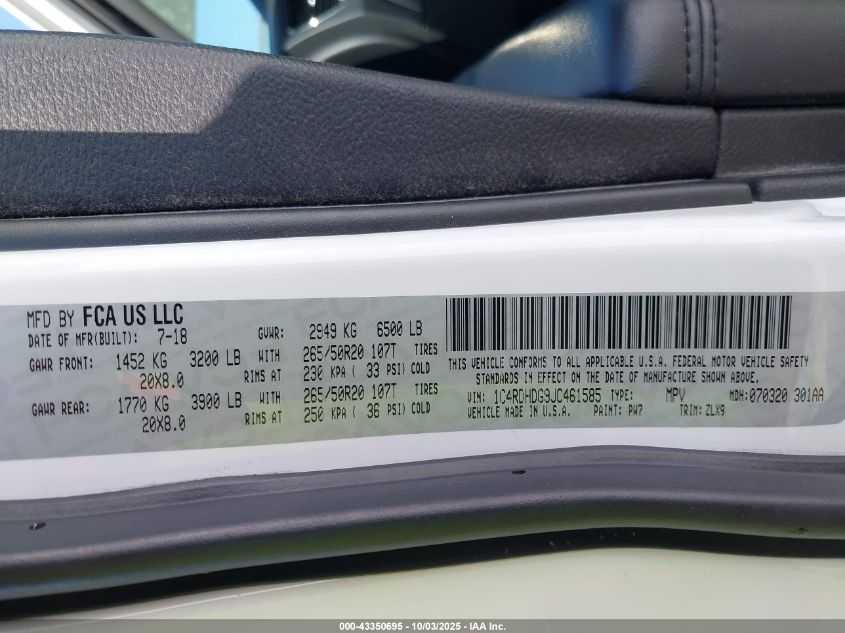 MFD BY FCA US LLC
DATE OF MFR(BUILT): 7-18 GVWR: 2949 KG 6500 LB
GAWR FRONT: 1452 KG 3200 LB WITH 265/50R20 107T TIRES
20X8.0 RIMS AT 230 KPA ( 33 PSI) COLD
GAWR REAR: 1770 KG 3900 LB WITH 265/50R20 107T TIRES
20X8.0 RIMS AT 250 KPA ( 36 PSI) COLD
THIS VEHICLE CONFORMS TO ALL APPLICABLE U.S.A. FEDERAL MOTOR VEHICLE SAFETY
STANDARDS IN EFFECT ON THE DATE OF MANUFACTURE SHOWN ABOVE.
VIN: 1C4RDHDG9JC461585 TYPE: MPV MDH:070320 301AA
VEHICLE MADE IN U.S.A. PAINT: PW7 TRIM: ZLX9
000-43350695 - 10/03/2025 - IAA Inc.